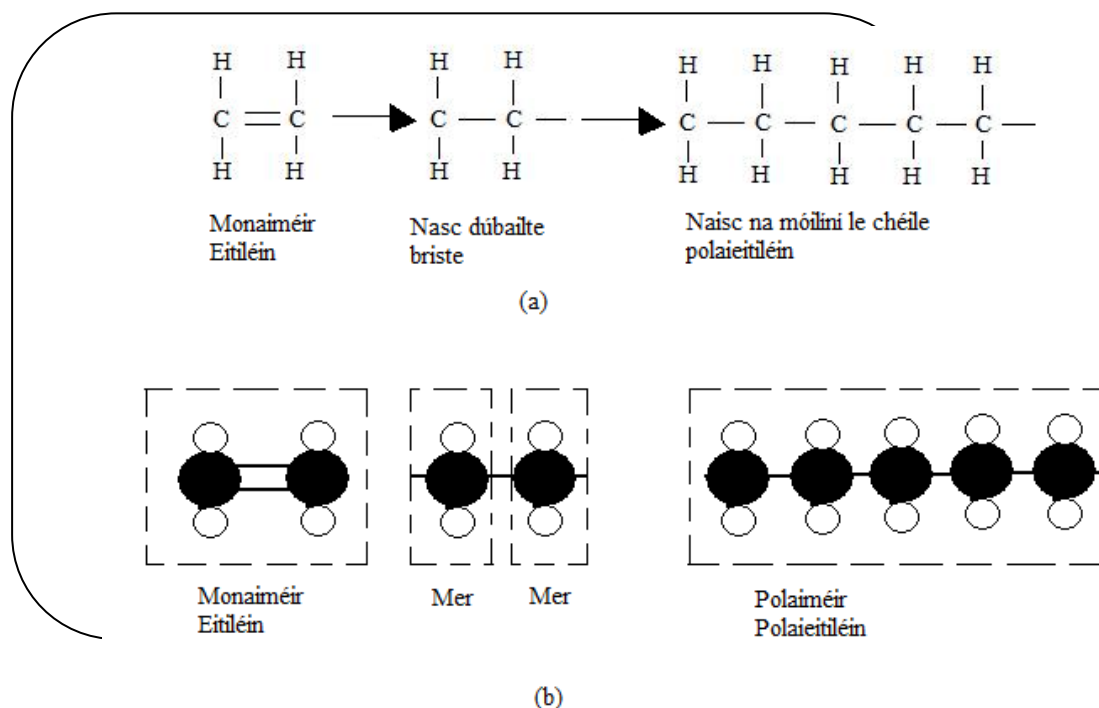 H H H H H H H H H
C C C C C C C C C
H H H H H H H H H
Monaiméir
Eitiléin
Nasc dúbailte
briste
Naisc na móilíní le chéile
polaieitiléin
(a)
Monaiméir
Eitiléin
Mer
Mer
Polaiméir
Polaieitiléin
(b)